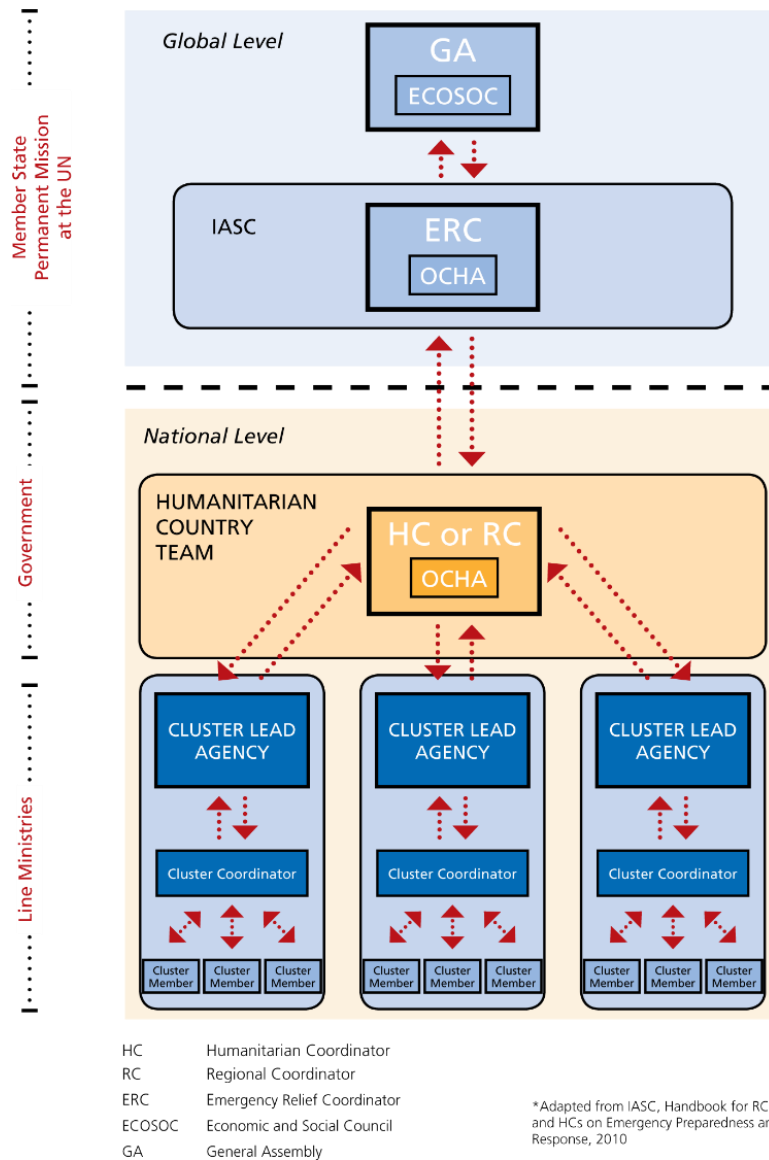 Global Level
GA
ECOSOC
Member State
Permanent Mission
at the UN
IASC
ERC
OCHA
National Level
Government
HUMANITARIAN
COUNTRY
TEAM
HC or RC
OCHA
Line Ministries
CLUSTER LEAD
AGENCY
CLUSTER LEAD
AGENCY
CLUSTER LEAD
AGENCY
Cluster Coordinator
Cluster Coordinator
Cluster Coordinator
Cluster
Member
Cluster
Member
Cluster
Member
Cluster
Member
Cluster
Member
Cluster
Member
Cluster
Member
Cluster
Member
Cluster
Member
HC Humanitarian Coordinator
RC Regional Coordinator
ERC Emergency Relief Coordinator
ECOSOC Economic and Social Council
GA General Assembly
*Adapted from IASC, Handbook for RC
and HCs on Emergency Preparedness an
Response, 2010